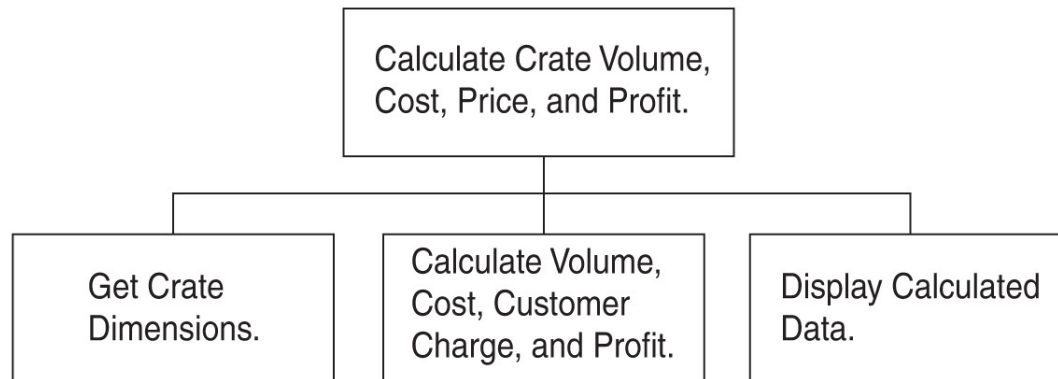 Calculate Crate Volume,
Cost, Price, and Profit.
Get Crate
Dimensions.
Calculate Volume,
Cost, Customer
Charge, and Profit.
Display Calculated
Data.